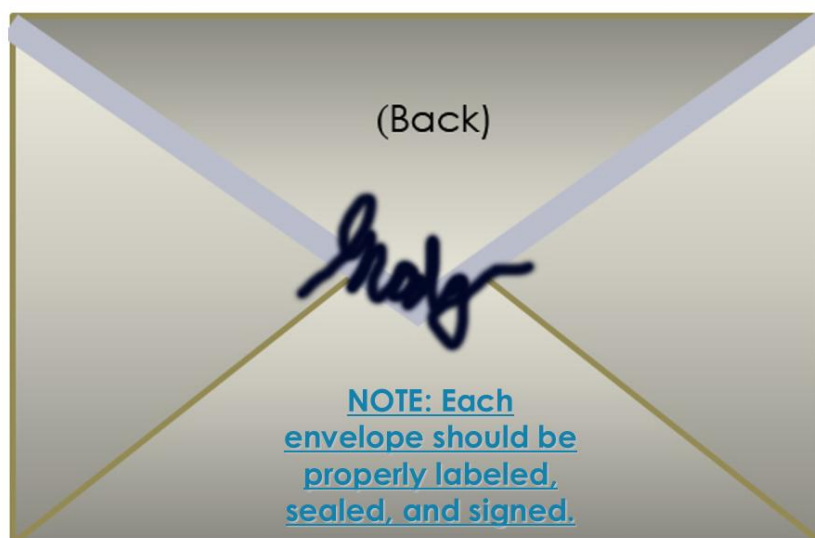 (Back)
NOTE: Each
envelope should be
properly labeled,
sealed, and signed.